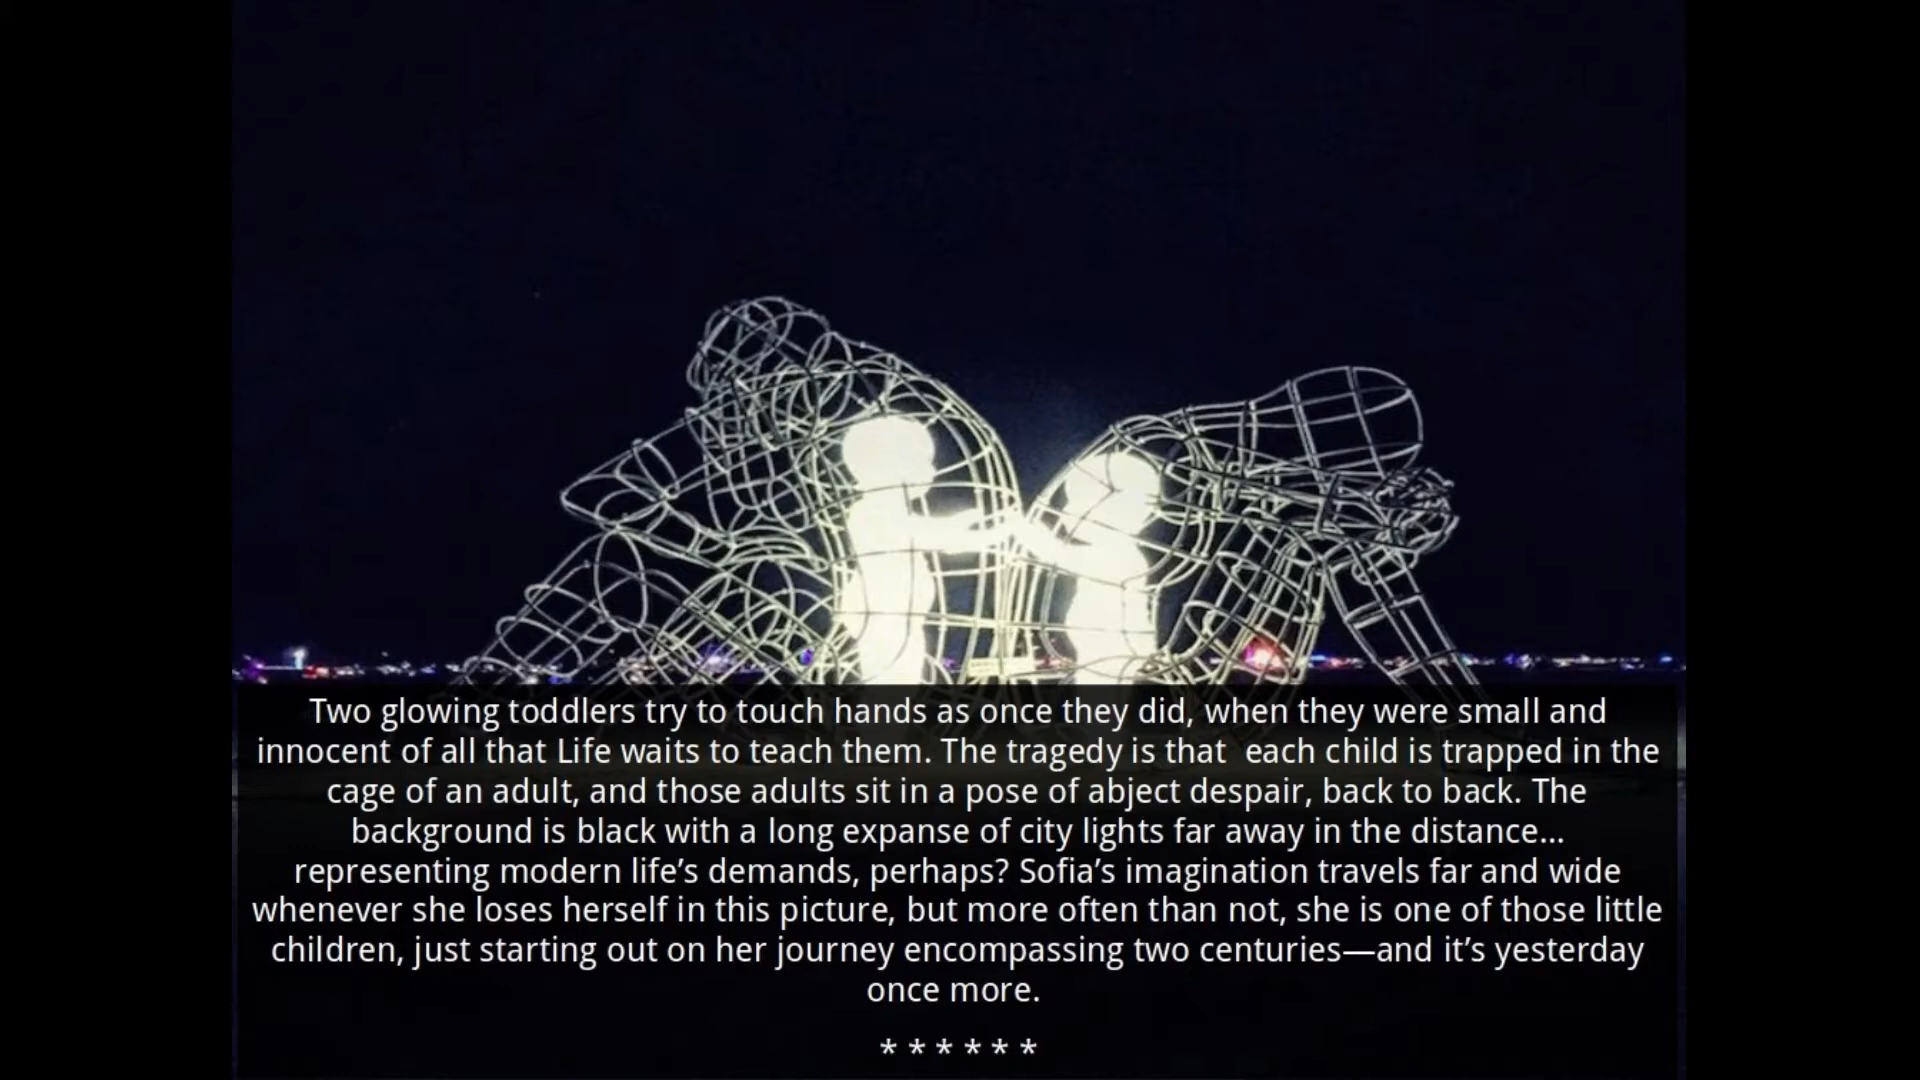 Two glowing toddlers try to touch hands as once they did, when they were small and
innocent of all that Life waits to teach them. The tragedy is that  each child is trapped in the
cage of an adult, and those adults sit in a pose of abject despair, back to back. The
background is black with a long expanse of city lights far away in the distance...
representing modern life’s demands, perhaps? Sofia’s imagination travels far and wide
whenever she loses herself in this picture, but more often than not, she is one of those little
children, just starting out on her journey encompassing two centuries—and it’s yesterday
once more.
* * * * * *